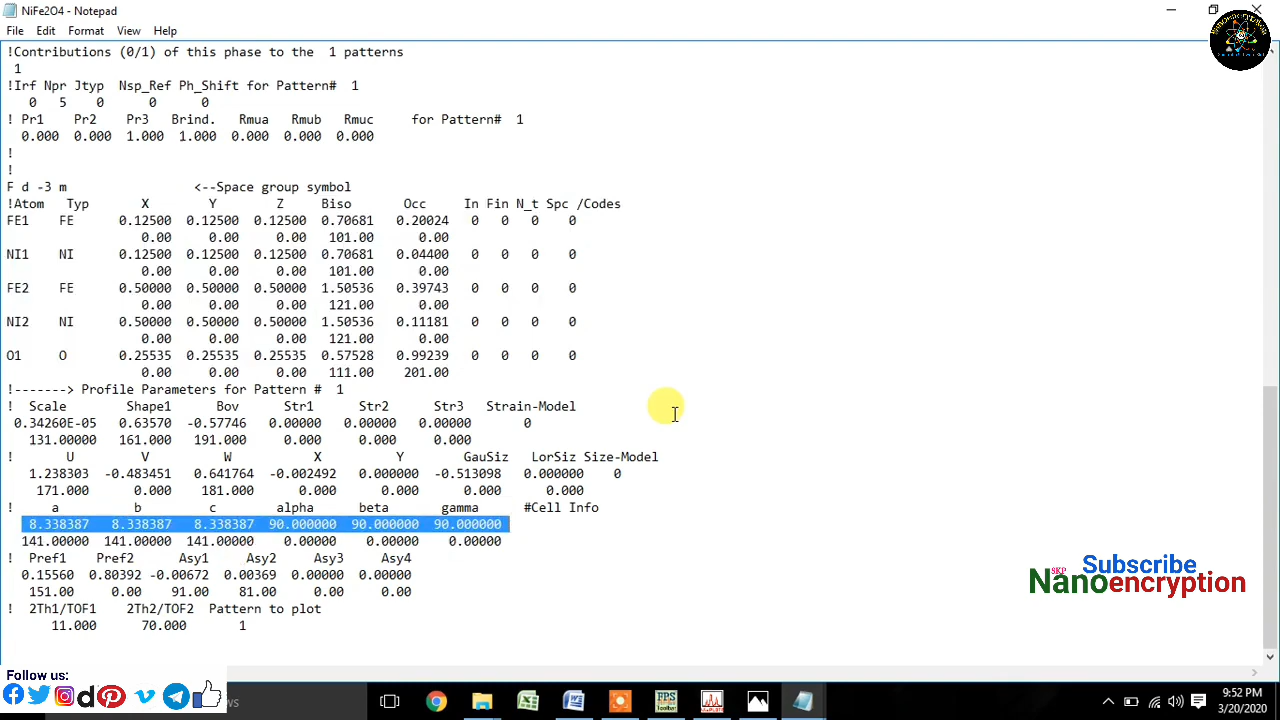 NiFe2O4 - Notepad
File Edit Format View Help
!Contributions (0/1) of this phase to the 1 patterns
1
!Irf Npr Jtyp Nsp_Ref Ph_Shift for Pattern# 1
0 5 0 0 0
! Pr1 Pr2 Pr3 Brind. Rmua Rmub Rmuc for Pattern# 1
0.000 0.000 1.000 1.000 0.000 0.000 0.000
!
!
F d -3 m <--Space group symbol
!Atom Typ X Y Z Biso Occ In Fin N_t Spc /Codes
FE1 FE 0.12500 0.12500 0.12500 0.70681 0.20024 0 0 0 0
0.00 0.00 0.00 101.00 0.00
NI1 NI 0.12500 0.12500 0.12500 0.70681 0.04400 0 0 0 0
0.00 0.00 0.00 101.00 0.00
FE2 FE 0.50000 0.50000 0.50000 1.50536 0.39743 0 0 0 0
0.00 0.00 0.00 121.00 0.00
NI2 NI 0.50000 0.50000 0.50000 1.50536 0.11181 0 0 0 0
0.00 0.00 0.00 121.00 0.00
O1 O 0.25535 0.25535 0.25535 0.57528 0.99239 0 0 0 0
0.00 0.00 0.00 111.00 201.00
!-------> Profile Parameters for Pattern # 1
! Scale Shape1 Bov Str1 Str2 Str3 Strain-Model
0.34260E-05 0.63570 -0.57746 0.00000 0.00000 0.00000 0
131.00000 161.000 191.000 0.000 0.000 0.000
! U V W X Y GauSiz LorSiz Size-Model
1.238303 -0.483451 0.641764 -0.002492 0.000000 -0.513098 0.000000 0
171.000 0.000 181.000 0.000 0.000 0.000 0.000
! a b c alpha beta gamma #Cell Info
8.338387 8.338387 8.338387 90.000000 90.000000 90.000000
141.00000 141.00000 141.00000 0.00000 0.00000 0.00000
! Pref1 Pref2 Asy1 Asy2 Asy3 Asy4
0.15560 0.80392 -0.00672 0.00369 0.00000 0.00000
151.00 0.00 91.00 81.00 0.00 0.00
! 2Th1/TOF1 2Th2/TOF2 Pattern to plot
11.000 70.000 1
Subscribe
SKP
Nanoencryption
Follow us:
9:52 PM
3/20/2020